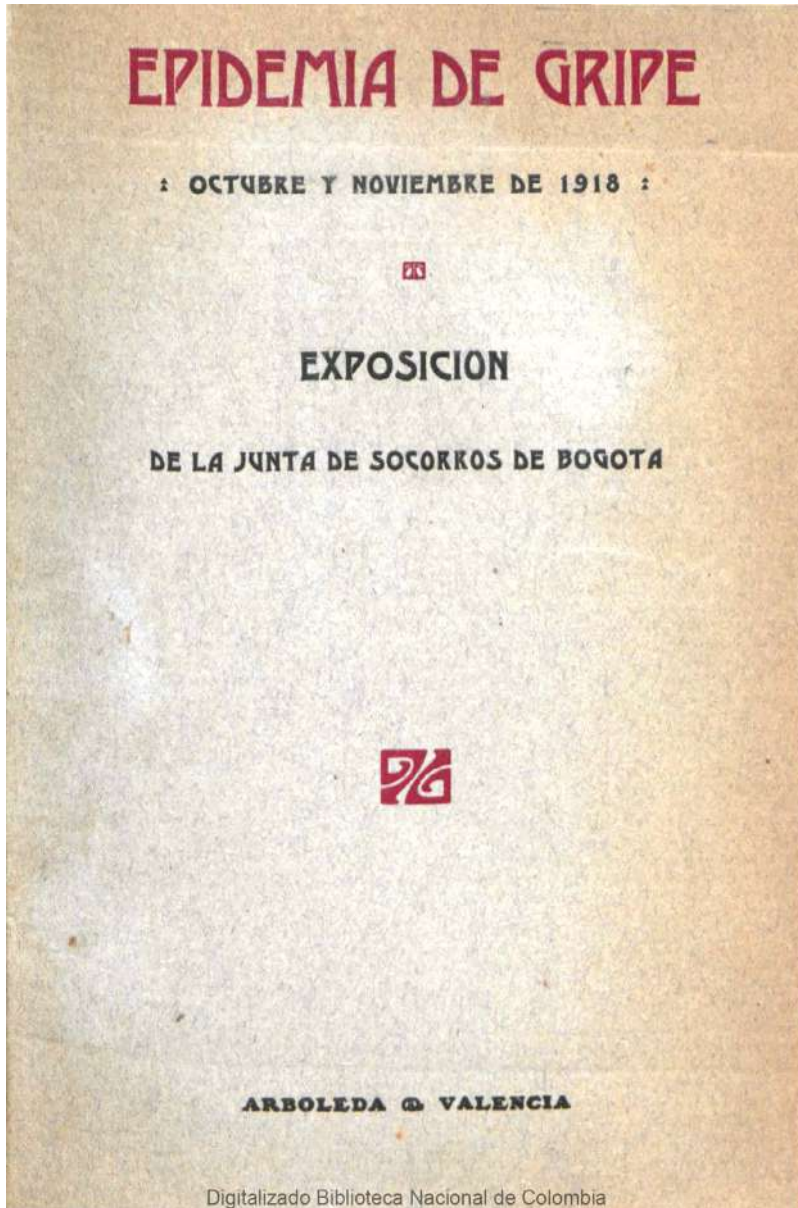 EPIDEMIA DE GRIPE
: OCTUBRE Y NOVIEMBRE DE 1918 :
EXPOSICION
DE LA JUNTA DE SOCORROS DE BOGOTA
ARBOLEDA & VALENCIA
Digitalizado Biblioteca Nacional de Colombia